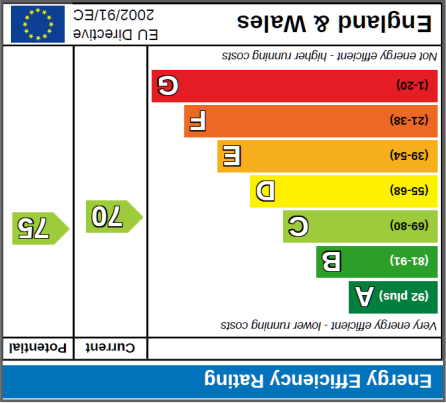 Energy Efficiency Rating
Current Potential
Very energy efficient - lower running costs
(92 plus) A
(81-91) B
(69-80) C
(55-68) D
(39-54) E
(21-38) F
(1-20) G
70
75
Not energy efficient - higher running costs
England & Wales
EU Directive
2002/91/EC